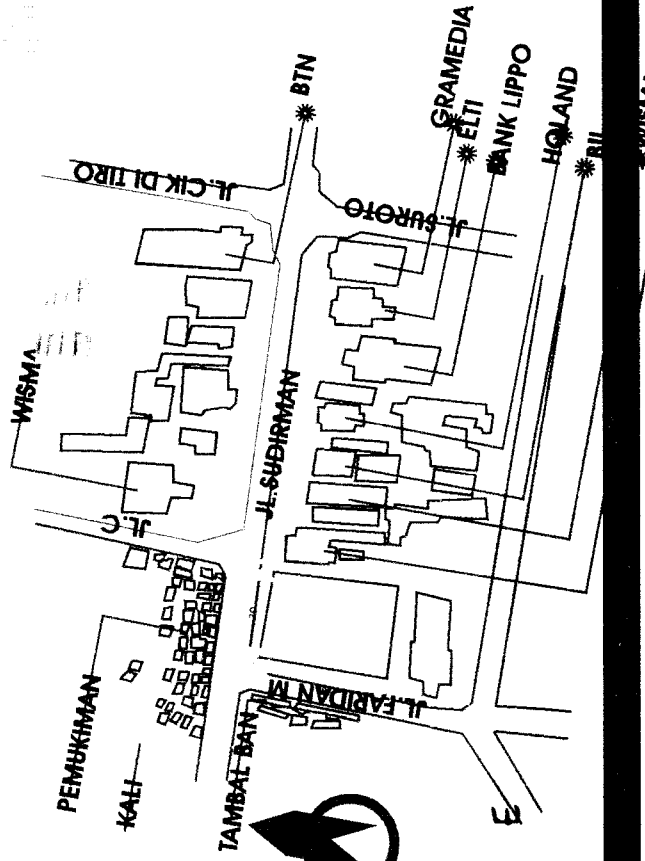 BTN
GRAMEDIA
ELTI
BANK LIPPO
HOLAND
BII
JL.CIK DI TIRO
JL.SUROTO
WISMA
JL.SUDIRMAN
JL.C
PEMUKIMAN
KALI
TAMBAL BAN
JL.FARIDAN M